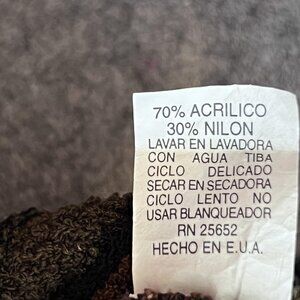 70% ACRILICO
30% NILON
LAVAR EN LAVADORA
CON AGUA TIBA
CICLO DELICADO
SECAR EN SECADORA
CICLO LENTO NO
USAR BLANQUEADOR
RN 25652
HECHO EN E.U.A.